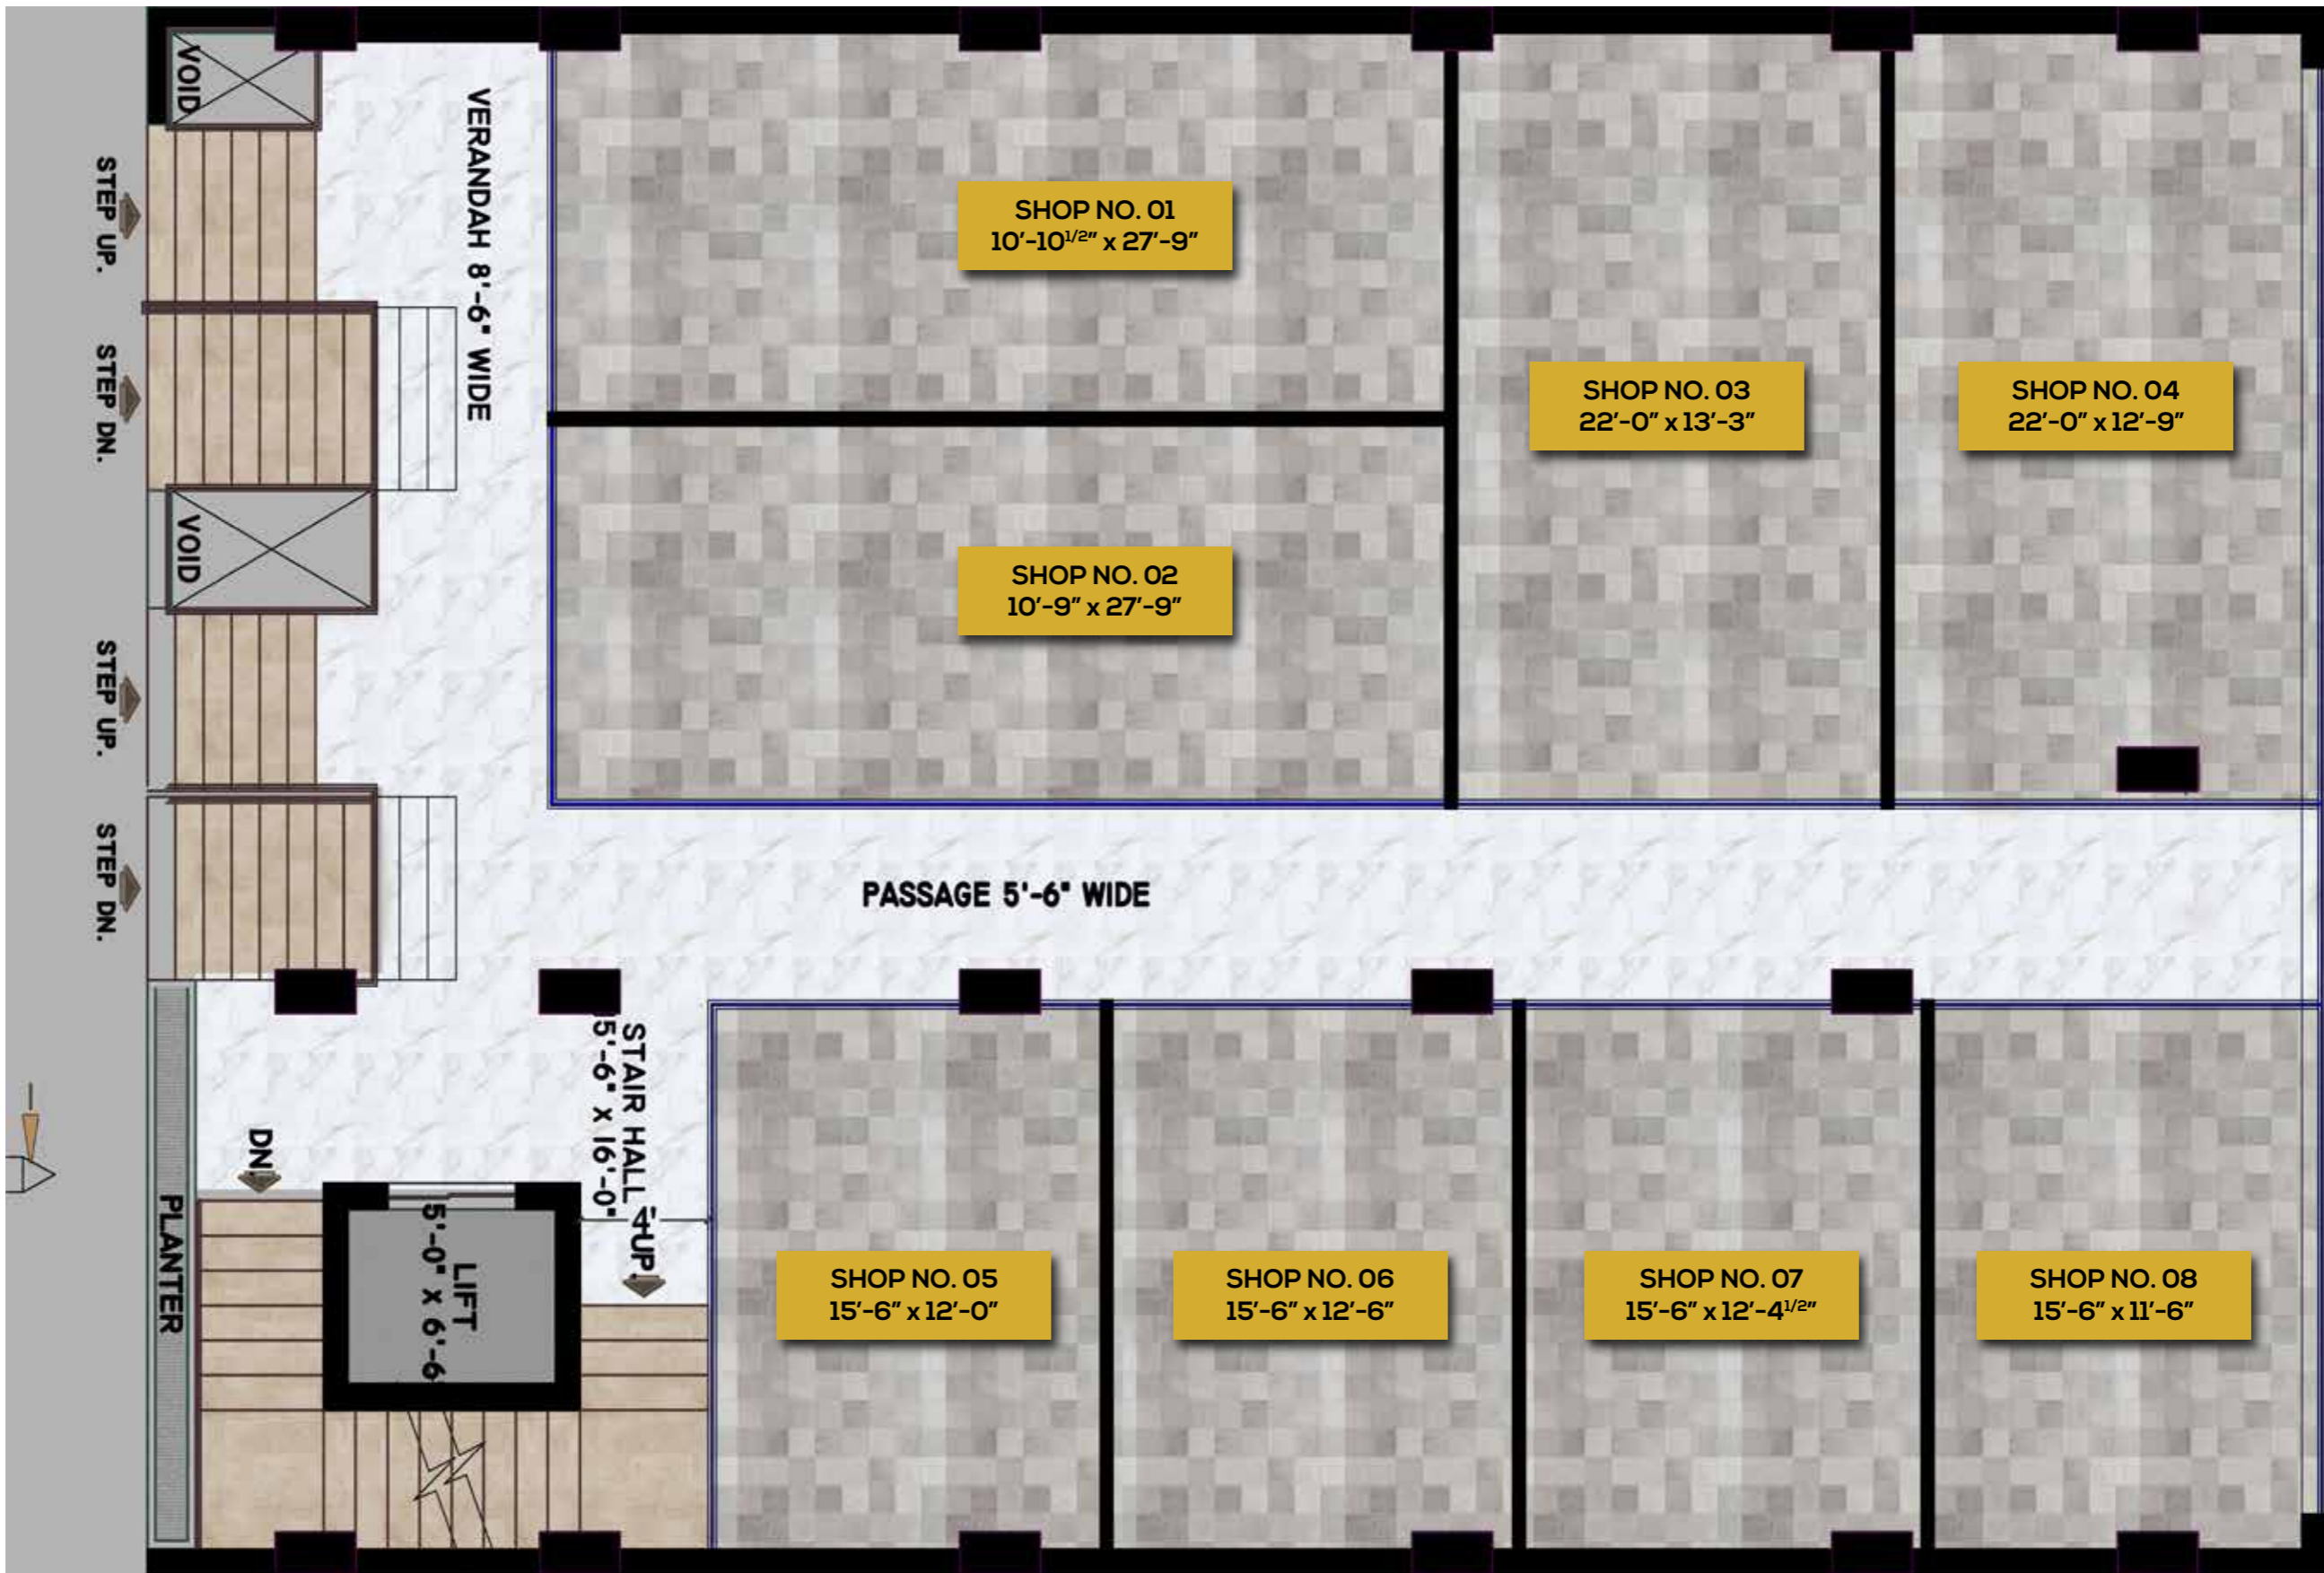 VOID
STEP UP.
STEP DN.
VOID
STEP UP.
STEP DN.
VERANDAH 8'-6" WIDE
SHOP NO. 01
10'-10 1/2" x 27'-9"
SHOP NO. 02
10'-9" x 27'-9"
SHOP NO. 03
22'-0" x 13'-3"
SHOP NO. 04
22'-0" x 12'-9"
PASSAGE 5'-6" WIDE
STAIR HALL
5'-6" x 16'-0"
DN.
UP.
LIFT
5'-0" x 6'-6
PLANTER
SHOP NO. 05
15'-6" x 12'-0"
SHOP NO. 06
15'-6" x 12'-6"
SHOP NO. 07
15'-6" x 12'-4 1/2"
SHOP NO. 08
15'-6" x 11'-6"